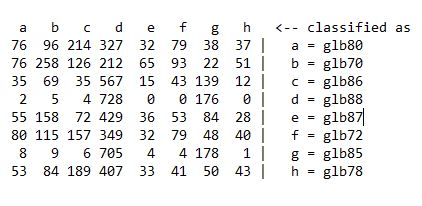 a b c d e f g h <-- classified as
76 96 214 327 32 79 38 37 | a = glb80
76 258 126 212 65 93 22 51 | b = glb70
35 69 35 567 15 43 139 12 | c = glb86
2 5 4 728 0 0 176 0 | d = glb88
55 158 72 429 36 53 84 28 | e = glb87
80 115 157 349 32 79 48 40 | f = glb72
8 9 6 705 4 4 178 1 | g = glb85
53 84 189 407 33 41 50 43 | h = glb78